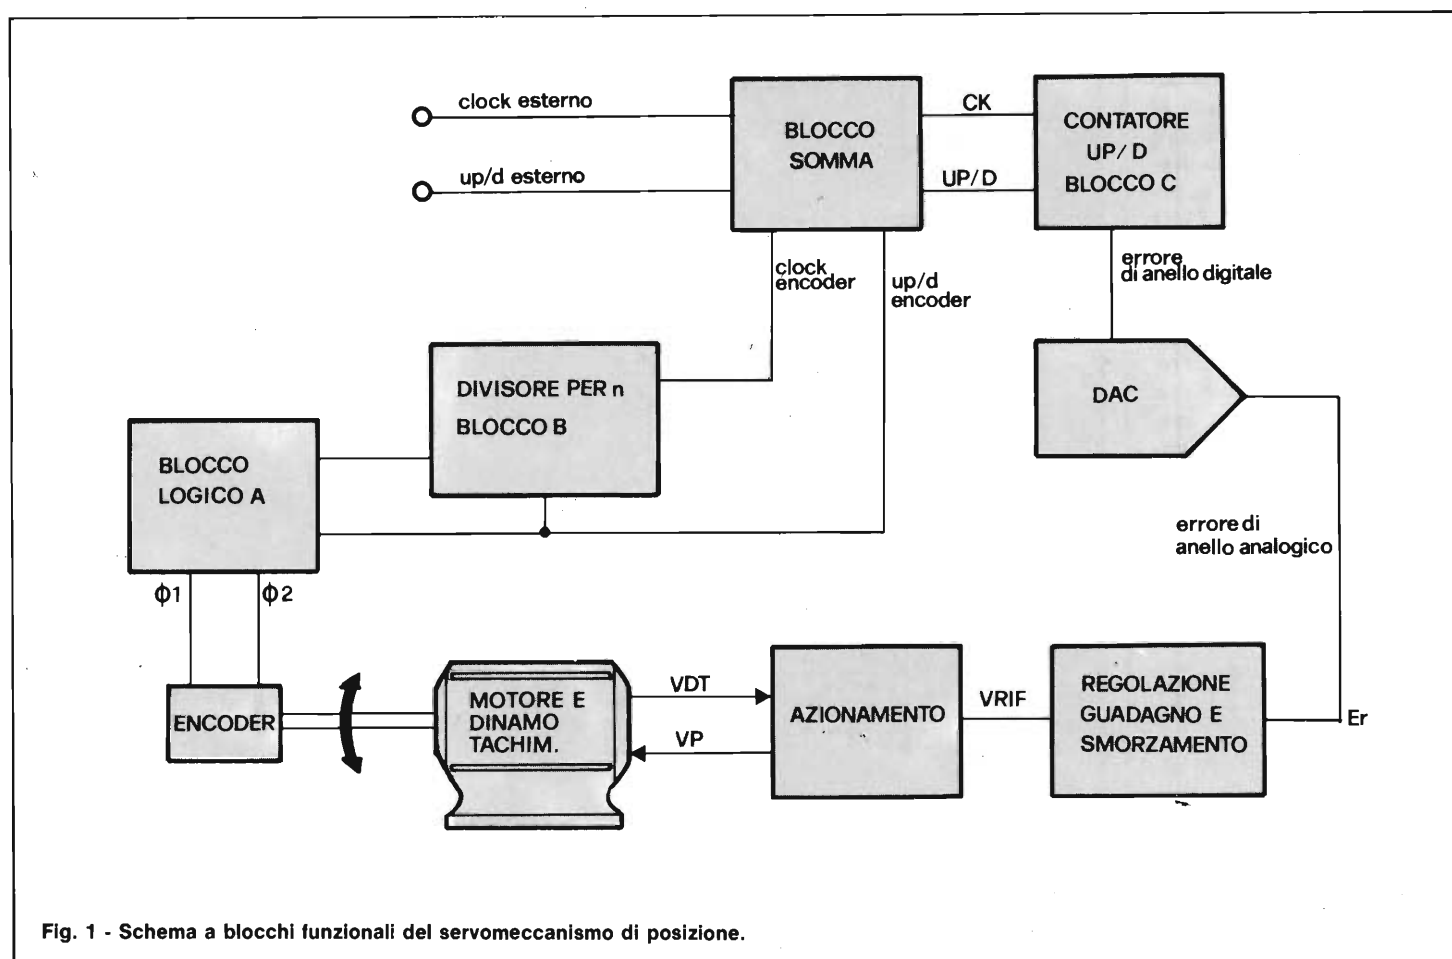 clock esterno
up/d esterno
BLOCCO
SOMMA
CK
UP/D
CONTATORE
UP/D
BLOCCO C
clock
encoder
up/d
encoder
errore
di anello digitale
DIVISORE PER n
BLOCCO B
DAC
BLOCCO
LOGICO A
errore di
anello analogico
Φ1
Φ2
ENCODER
MOTORE E
DINAMO
TACHIM.
VDT
VP
AZIONAMENTO
VRIF
REGOLAZIONE
GUADAGNO E
SMORZAMENTO
Er
Fig. 1 - Schema a blocchi funzionali del servomeccanismo di posizione.